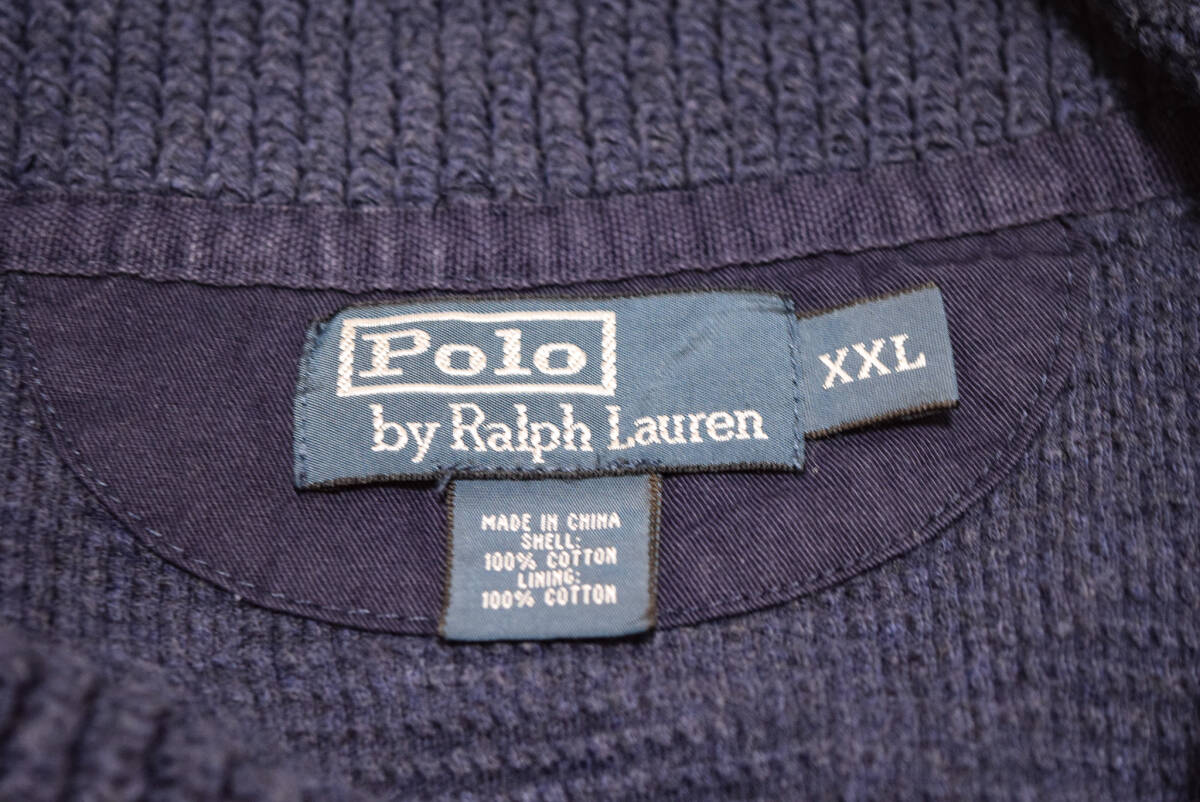 Polo
by Ralph Lauren
XXL
MADE IN CHINA
SHELL:
100% COTTON
LINING:
100% COTTON